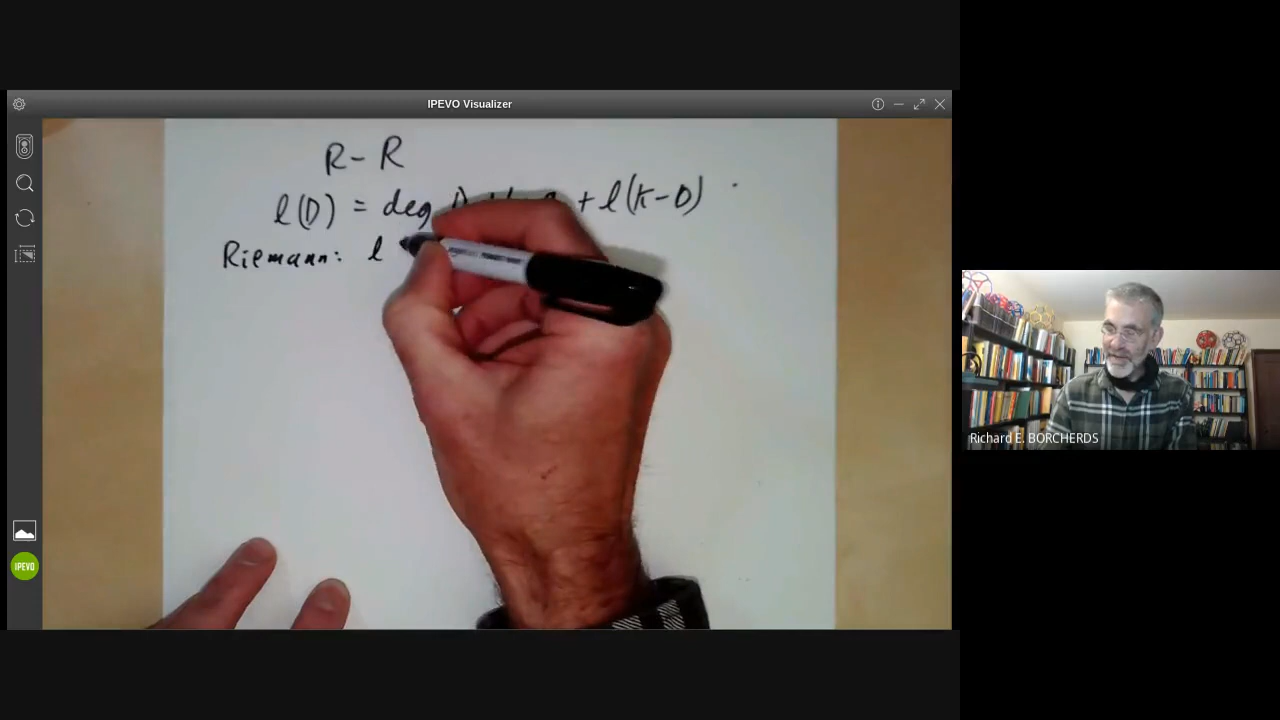 IPEVO Visualizer
R - R
l(D) = deg + l(K-D)
Riemann: l
IPEVO
Richard E. BORCHERDS